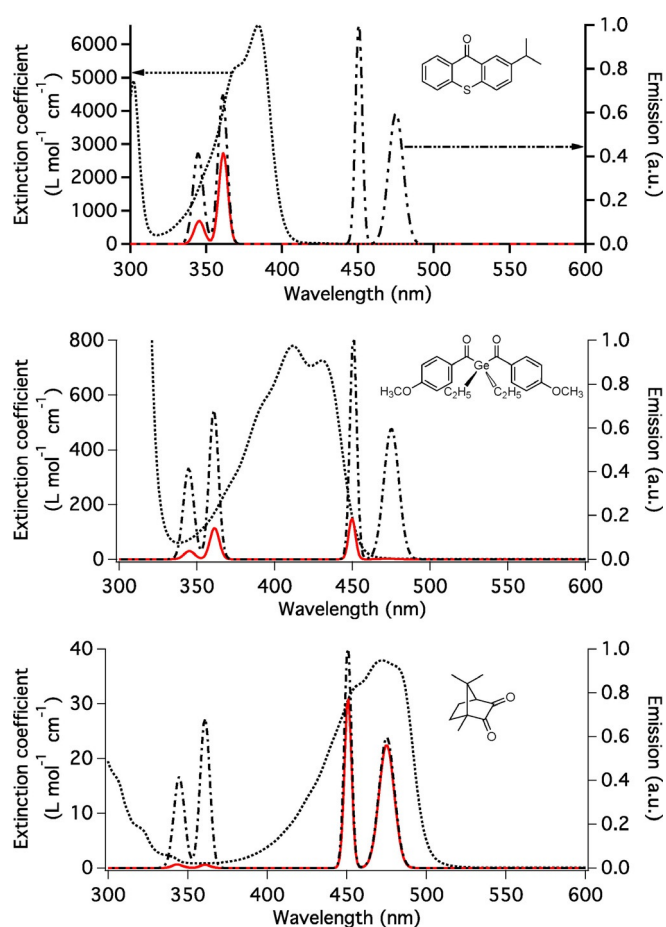 Extinction coefficient
(L mol⁻¹ cm⁻¹)
6000
5000
4000
3000
2000
1000
0
300
350
400
450
500
550
600
Wavelength (nm)
1.0
0.8
0.6
0.4
0.2
0.0
Emission (a.u.)
O
S
Extinction coefficient
(L mol⁻¹ cm⁻¹)
800
600
400
200
0
300
350
400
450
500
550
600
Wavelength (nm)
1.0
0.8
0.6
0.4
0.2
0.0
Emission (a.u.)
O O
Ge
H3CO C2H5 C2H5 OCH3
Extinction coefficient
(L mol⁻¹ cm⁻¹)
40
30
20
10
0
300
350
400
450
500
550
600
Wavelength (nm)
1.0
0.8
0.6
0.4
0.2
0.0
Emission (a.u.)
O
O